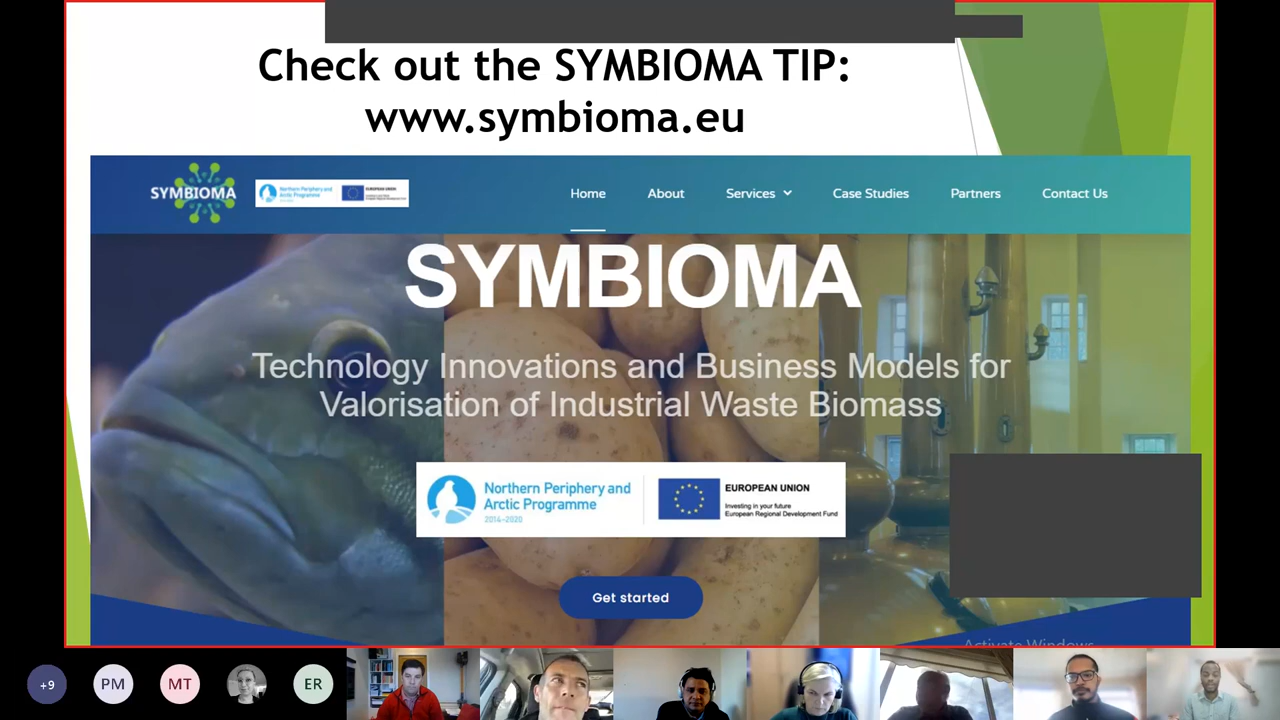 Check out the SYMBIOMA TIP:
www.symbioma.eu
SYMBIOMA
Northern Periphery and
Arctic Programme
EUROPEAN UNION
Home About Services Case Studies Partners Contact Us
SYMBIOMA
Technology Innovations and Business Models for
Valorisation of Industrial Waste Biomass
Northern Periphery and
Arctic Programme
2014–2020
EUROPEAN UNION
Investing in your future
European Regional Development Fund
Get started
Activate Windows
+9 PM MT ER